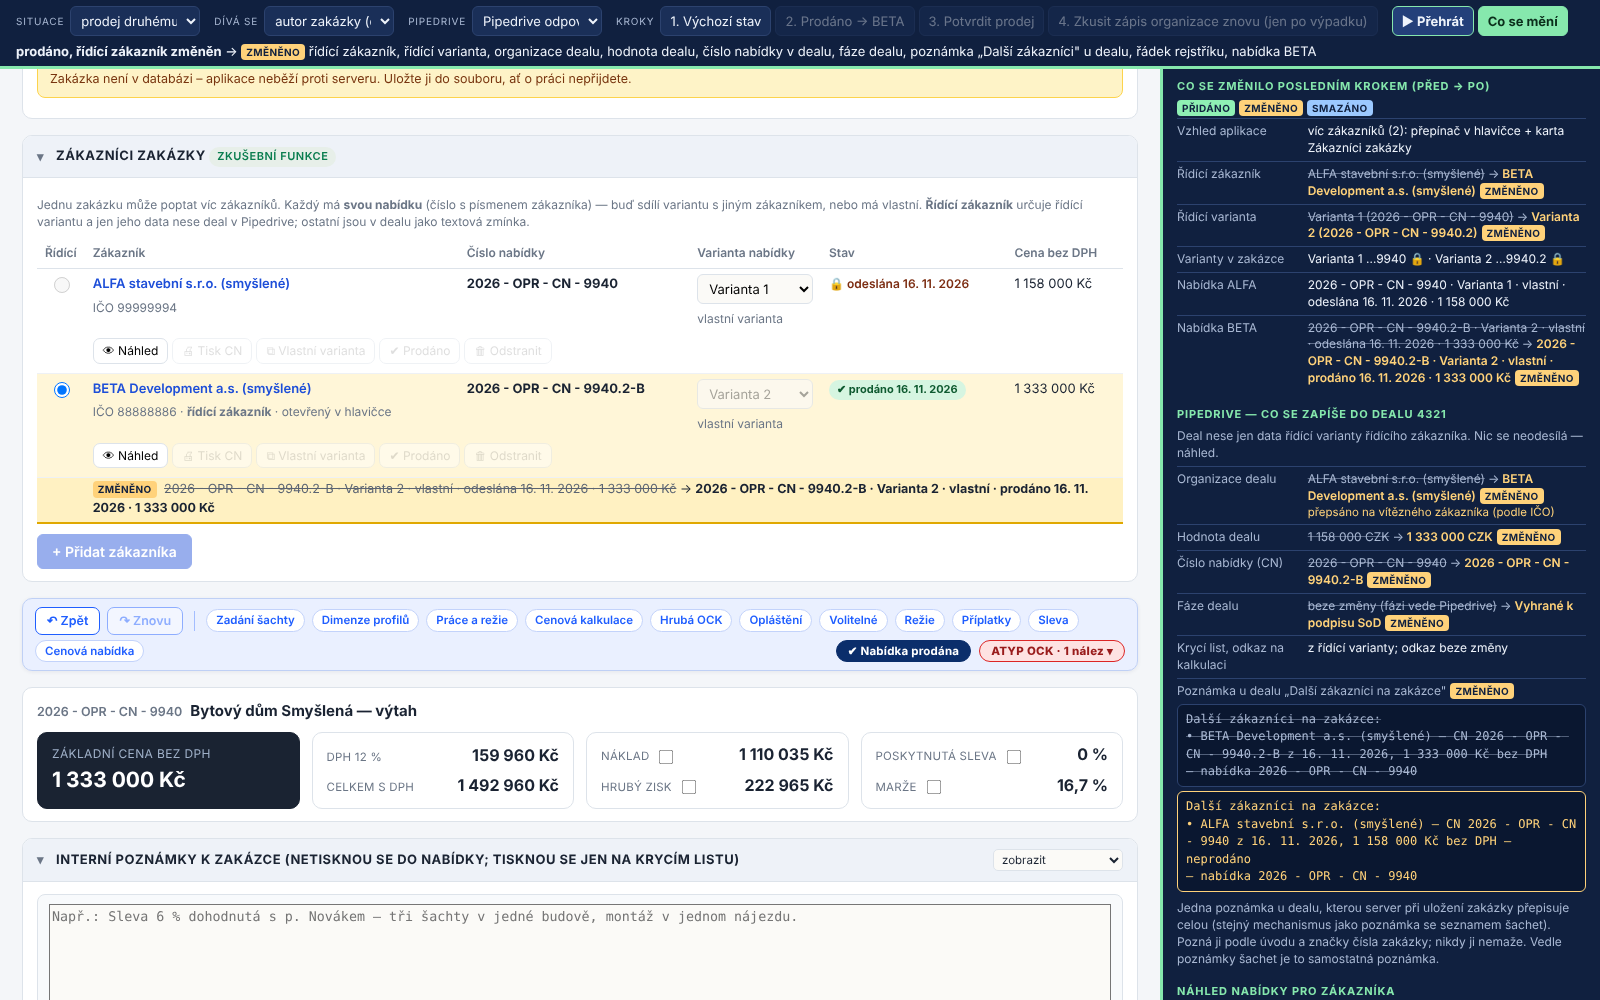 SITUACE prodej druhému DÍVÁ SE autor zakázky ( PIPEDRIVE Pipedrive odpov KROKY 1. Výchozí stav 2. Prodáno → BETA 3. Potvrdit prodej 4. Zkusit zápis organizace znovu (jen po výpadku) ▶ Přehrát Co se mění
prodáno, řídící zákazník změněn → ZMĚNĚNO řídící zákazník, řídící varianta, organizace dealu, hodnota dealu, číslo nabídky v dealu, fáze dealu, poznámka „Další zákazníci" u dealu, řádek rejstříku, nabídka BETA
Zakázka není v databázi – aplikace neběží proti serveru. Uložte ji do souboru, ať o práci nepřijdete.
▼ ZÁKAZNÍCI ZAKÁZKY ZKUŠEBNÍ FUNKCE
Jednu zakázku může poptat víc zákazníků. Každý má svou nabídku (číslo s písmenem zákazníka) — buď sdílí variantu s jiným zákazníkem, nebo má vlastní. Řídící zákazník určuje řídící
variantu a jen jeho data nese deal v Pipedrive; ostatní jsou v dealu jako textová zmínka.
Řídící Zákazník Číslo nabídky Varianta nabídky Stav Cena bez DPH
ALFA stavební s.r.o. (smyšlené) 2026 - OPR - CN - 9940 Varianta 1 🔒 odeslána 16. 11. 2026 1 158 000 Kč
IČO 99999994 vlastní varianta
👁 Náhled 🖨 Tisk CN ⧉ Vlastní varianta ✔ Prodáno 🗑 Odstranit
BETA Development a.s. (smyšlené) 2026 - OPR - CN - 9940.2-B Varianta 2 ✔ prodáno 16. 11. 2026 1 333 000 Kč
IČO 88888886 · řídící zákazník · otevřený v hlavičce vlastní varianta
👁 Náhled 🖨 Tisk CN ⧉ Vlastní varianta ✔ Prodáno 🗑 Odstranit
ZMĚNĚNO 2026 - OPR - CN - 9940.2-B · Varianta 2 · vlastní · odeslána 16. 11. 2026 · 1 333 000 Kč → 2026 - OPR - CN - 9940.2-B · Varianta 2 · vlastní · prodáno 16. 11.
2026 · 1 333 000 Kč
+ Přidat zákazníka
↶ Zpět ↷ Znovu Zadání šachty Dimenze profilů Práce a režie Cenová kalkulace Hrubá OCK Opláštění Volitelné Režie Příplatky Sleva
Cenová nabídka ✔ Nabídka prodána ATYP OCK · 1 nález ▾
2026 - OPR - CN - 9940 Bytový dům Smyšlená — výtah
ZÁKLADNÍ CENA BEZ DPH
1 333 000 Kč
DPH 12 % 159 960 Kč
CELKEM S DPH 1 492 960 Kč
NÁKLAD 1 110 035 Kč
HRUBÝ ZISK 222 965 Kč
POSKYTNUTÁ SLEVA 0 %
MARŽE 16,7 %
▼ INTERNÍ POZNÁMKY K ZAKÁZCE (NETISKNOU SE DO NABÍDKY; TISKNOU SE JEN NA KRYCÍM LISTU) zobrazit
Např.: Sleva 6 % dohodnutá s p. Novákem — tři šachty v jedné budově, montáž v jednom nájezdu.
CO SE ZMĚNILO POSLEDNÍM KROKEM (PŘED → PO)
PŘIDÁNO ZMĚNĚNO SMAZÁNO
Vzhled aplikace víc zákazníků (2): přepínač v hlavičce + karta
Zákazníci zakázky
Řídící zákazník ALFA stavební s.r.o. (smyšlené) → BETA
Development a.s. (smyšlené) ZMĚNĚNO
Řídící varianta Varianta 1 (2026 - OPR - CN - 9940) → Varianta
2 (2026 - OPR - CN - 9940.2) ZMĚNĚNO
Varianty v zakázce Varianta 1 …9940 🔒 · Varianta 2 …9940.2 🔒
Nabídka ALFA 2026 - OPR - CN - 9940 · Varianta 1 · vlastní ·
odeslána 16. 11. 2026 · 1 158 000 Kč
Nabídka BETA 2026 - OPR - CN - 9940.2-B · Varianta 2 · vlastní
· odeslána 16. 11. 2026 · 1 333 000 Kč → 2026 -
OPR - CN - 9940.2-B · Varianta 2 · vlastní ·
prodáno 16. 11. 2026 · 1 333 000 Kč ZMĚNĚNO
PIPEDRIVE — CO SE ZAPÍŠE DO DEALU 4321
Deal nese jen data řídící varianty řídícího zákazníka. Nic se neodesílá —
náhled.
Organizace dealu ALFA stavební s.r.o. (smyšlené) → BETA
Development a.s. (smyšlené) ZMĚNĚNO
přepsáno na vítězného zákazníka (podle IČO)
Hodnota dealu 1 158 000 CZK → 1 333 000 CZK ZMĚNĚNO
Číslo nabídky (CN) 2026 - OPR - CN - 9940 → 2026 - OPR - CN -
9940.2-B ZMĚNĚNO
Fáze dealu beze změny (fázi vede Pipedrive) → Vyhrané k
podpisu SoD ZMĚNĚNO
Krycí list, odkaz na z řídící varianty; odkaz beze změny
kalkulaci
Poznámka u dealu „Další zákazníci na zakázce" ZMĚNĚNO
Další zákazníci na zakázce:
• BETA Development a.s. (smyšlené) — CN 2026 - OPR -
CN - 9940.2-B z 16. 11. 2026, 1 333 000 Kč bez DPH
— nabídka 2026 - OPR - CN - 9940
Další zákazníci na zakázce:
• ALFA stavební s.r.o. (smyšlené) — CN 2026 - OPR - CN
- 9940 z 16. 11. 2026, 1 158 000 Kč bez DPH —
neprodáno
— nabídka 2026 - OPR - CN - 9940
Jedna poznámka u dealu, kterou server při uložení zakázky přepisuje
celou (stejný mechanismus jako poznámka se seznamem šachet).
Pozná ji podle úvodu a značky čísla zakázky; nikdy ji nemaže. Vedle
poznámky šachet je to samostatná poznámka.
NÁHLED NABÍDKY PRO ZÁKAZNÍKA